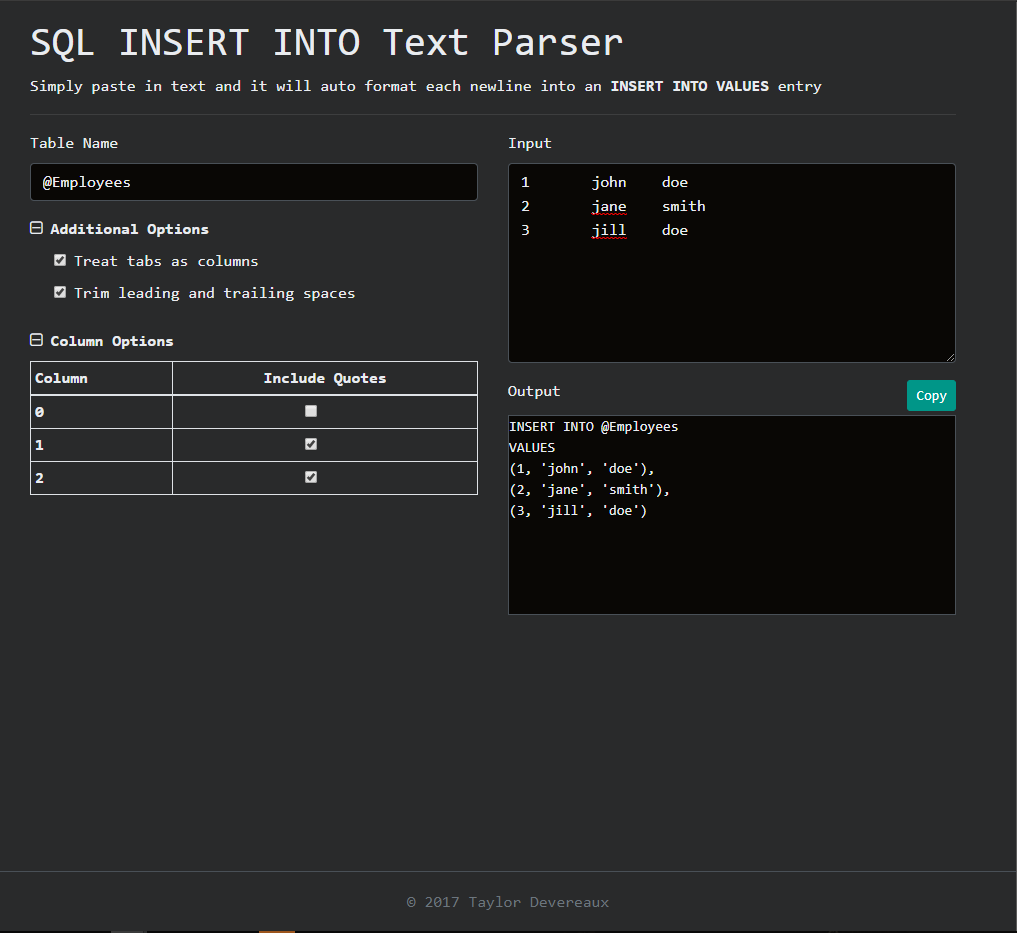 SQL INSERT INTO Text Parser
Simply paste in text and it will auto format each newline into an INSERT INTO VALUES entry
Table Name
@Employees
Additional Options
Treat tabs as columns
Trim leading and trailing spaces
Column Options
Column Include Quotes
0
1
2
Input
1 john doe
2 jane smith
3 jill doe
Output
Copy
INSERT INTO @Employees
VALUES
(1, 'john', 'doe'),
(2, 'jane', 'smith'),
(3, 'jill', 'doe')
© 2017 Taylor Devereaux